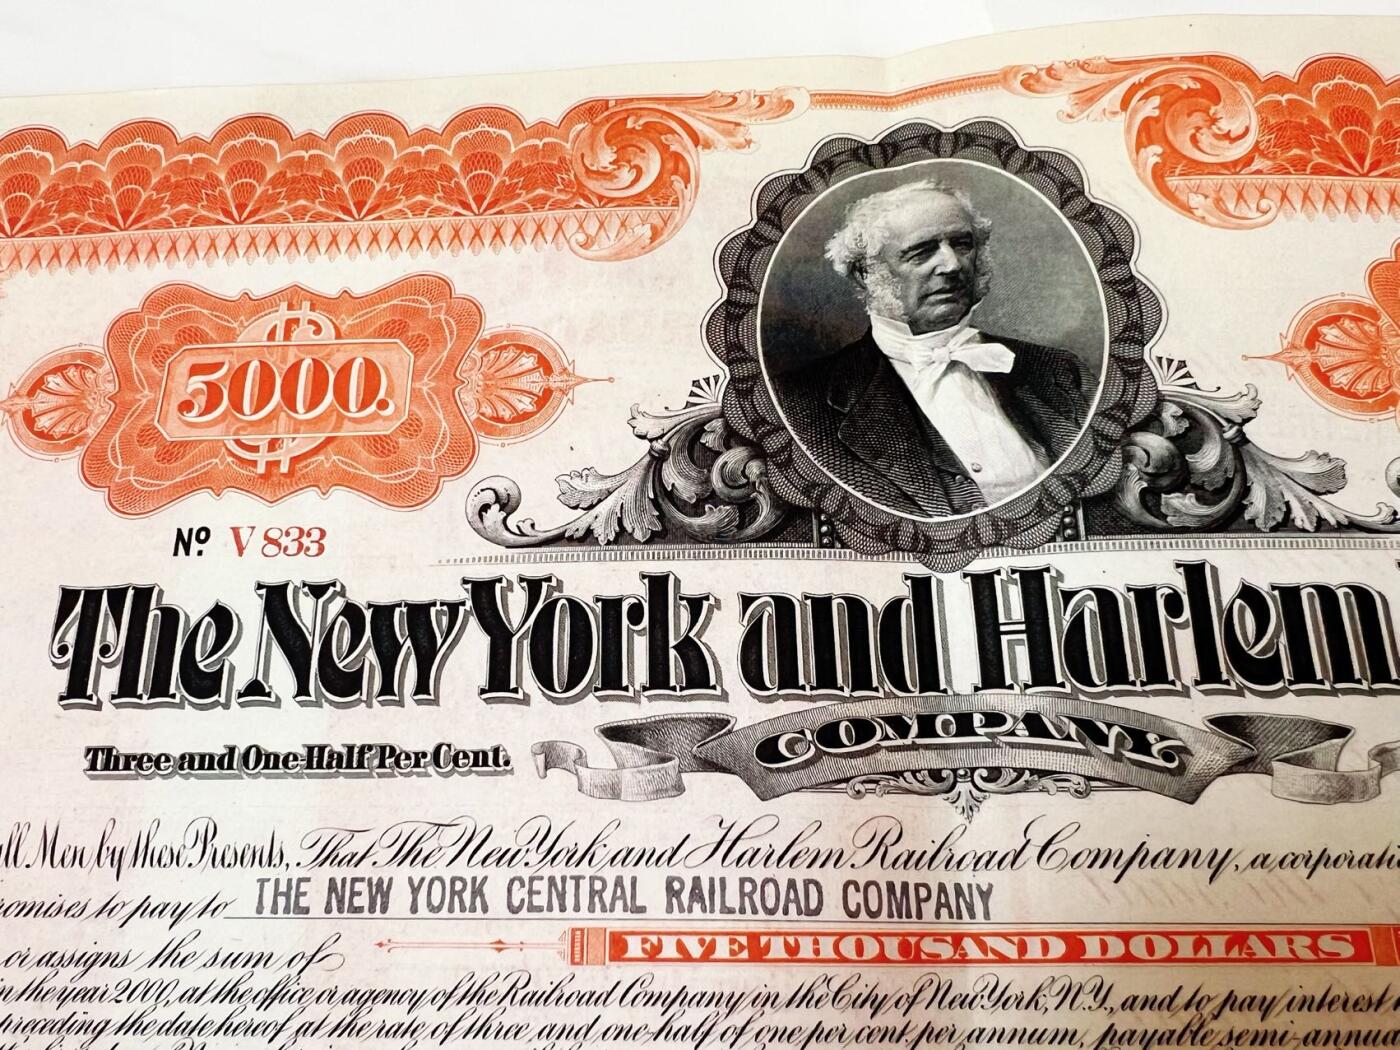 5000.
Nº V 833
The New York and Harlem
Three and One-Half Per Cent.
COMPANY
all Men by these Presents, That The New York and Harlem Railroad Company, a corporati
romises to pay to THE NEW YORK CENTRAL RAILROAD COMPANY
or assigns the sum of FIVE THOUSAND DOLLARS
in the year 2000, at the office or agency of the Railroad Company in the City of New York, N.Y., and to pay interest
preceding the date hereof at the rate of three and one-half of one per cent. per annum, payable semi-annua